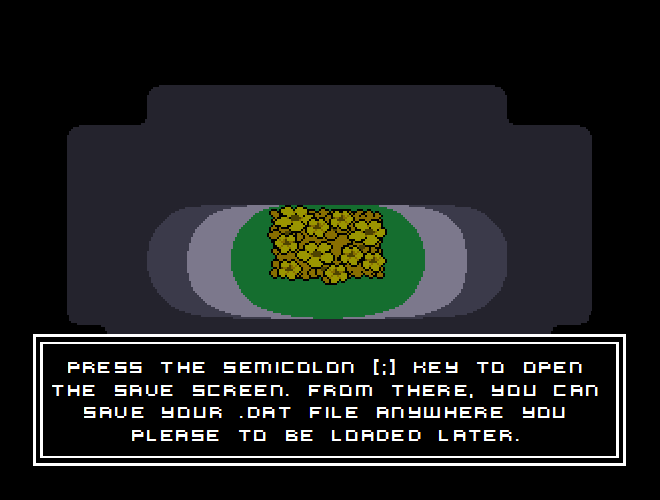 PRESS THE SEMICOLON [;] KEY TO OPEN
THE SAVE SCREEN. FROM THERE, YOU CAN
SAVE YOUR .DAT FILE ANYWHERE YOU
PLEASE TO BE LOADED LATER.